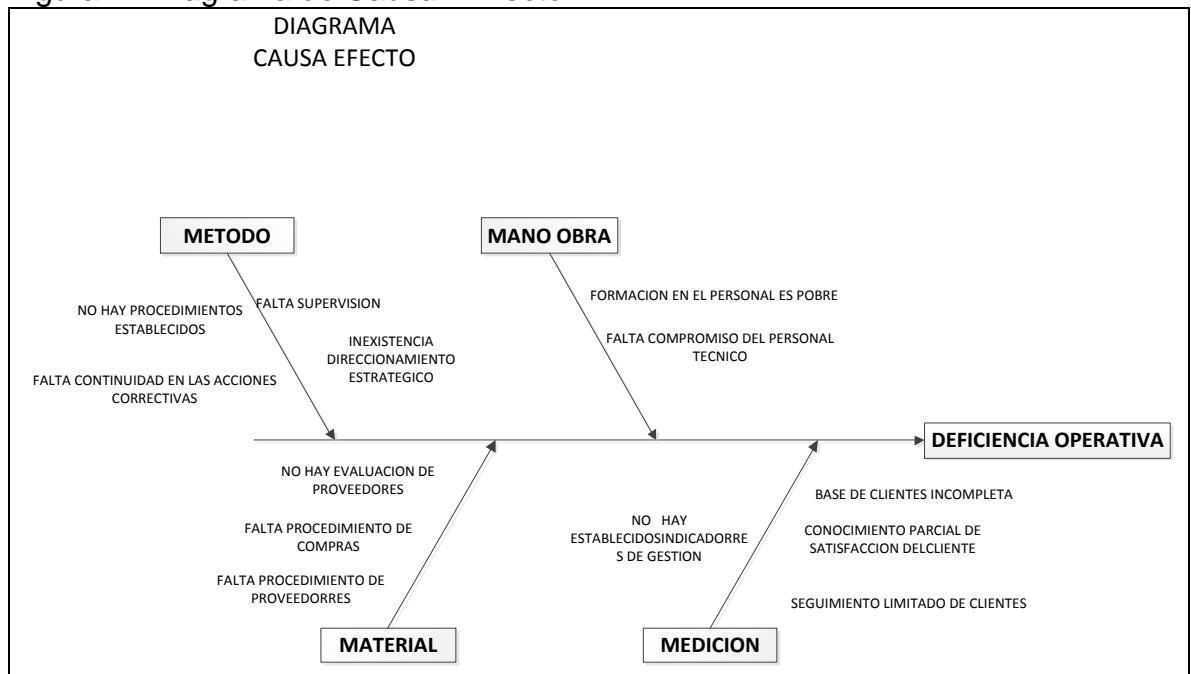 DIAGRAMA
CAUSA EFECTO
METODO
MANO OBRA
NO HAY PROCEDIMIENTOS
ESTABLECIDOS
FALTA SUPERVISION
INEXISTENCIA
DIRECCIONAMIENTO
ESTRATEGICO
FALTA CONTINUIDAD EN LAS ACCIONES
CORRECTIVAS
FORMACION EN EL PERSONAL ES POBRE
FALTA COMPROMISO DEL PERSONAL
TECNICO
DEFICIENCIA OPERATIVA
NO HAY EVALUACION DE
PROVEEDORES
FALTA PROCEDIMIENTO DE
COMPRAS
FALTA PROCEDIMIENTO DE
PROVEEDORRES
NO HAY
ESTABLECIDOSINDICADORRE
S DE GESTION
BASE DE CLIENTES INCOMPLETA
CONOCIMIENTO PARCIAL DE
SATISFACCION DELCLIENTE
SEGUIMIENTO LIMITADO DE CLIENTES
MATERIAL
MEDICION